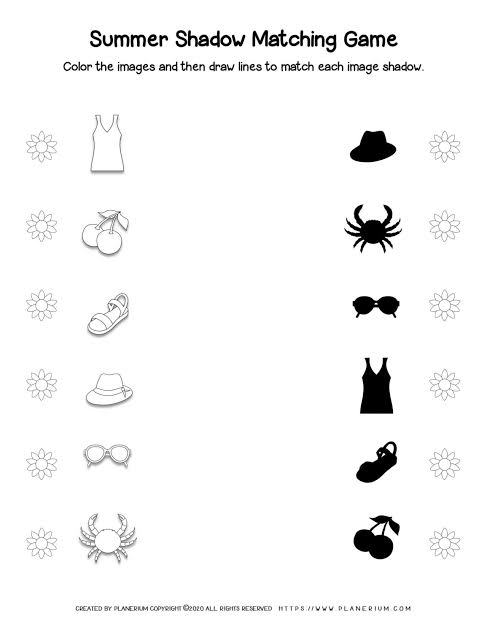 Summer Shadow Matching Game
Color the images and then draw lines to match each image shadow.
CREATED BY PLANERIUM COPYRIGHT ©2020 ALL RIGHTS RESERVED HTTPS://WWW.PLANERIUM.COM